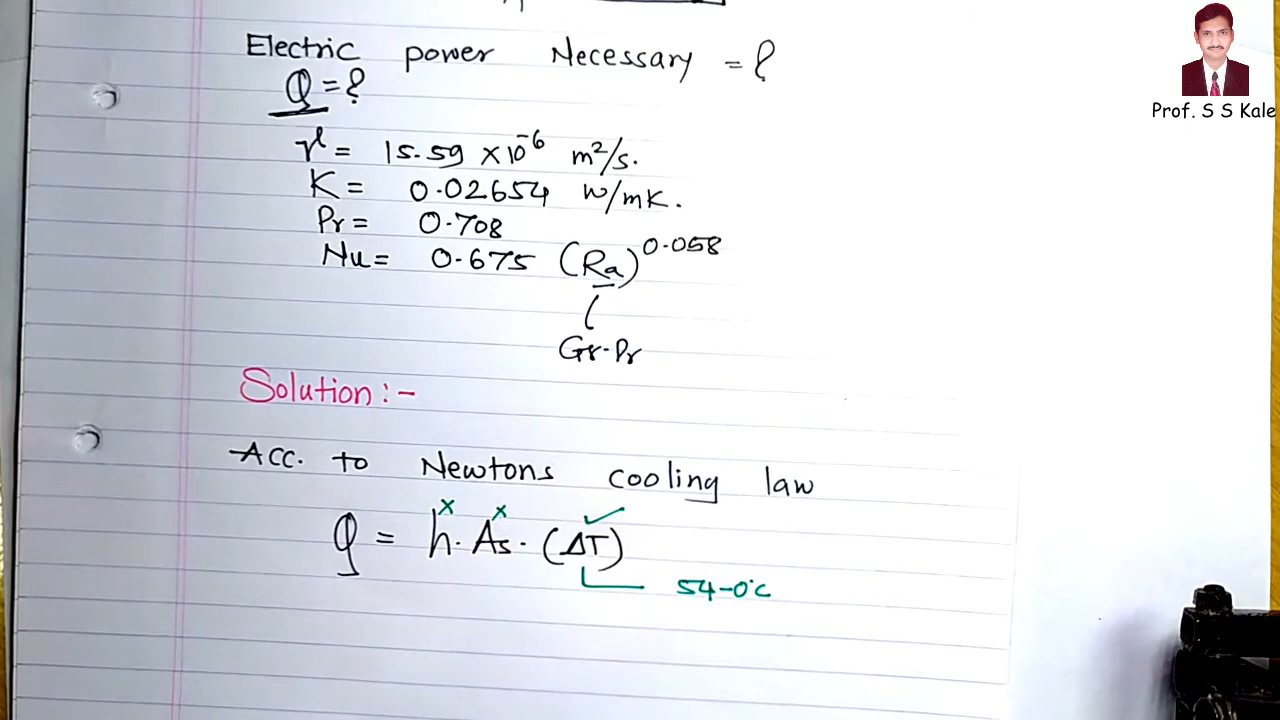 Electric power Necessary = ?
Q = ?
γ = 15.59 × 10⁻⁶ m²/s.
K = 0.02654 W/mK.
Pr = 0.708
Nu = 0.675 (Ra)^0.058
Gr·Pr
Solution :-
Acc. to Newtons cooling law
Q = h · As · (ΔT)
54-0°C
Prof. S S Kale